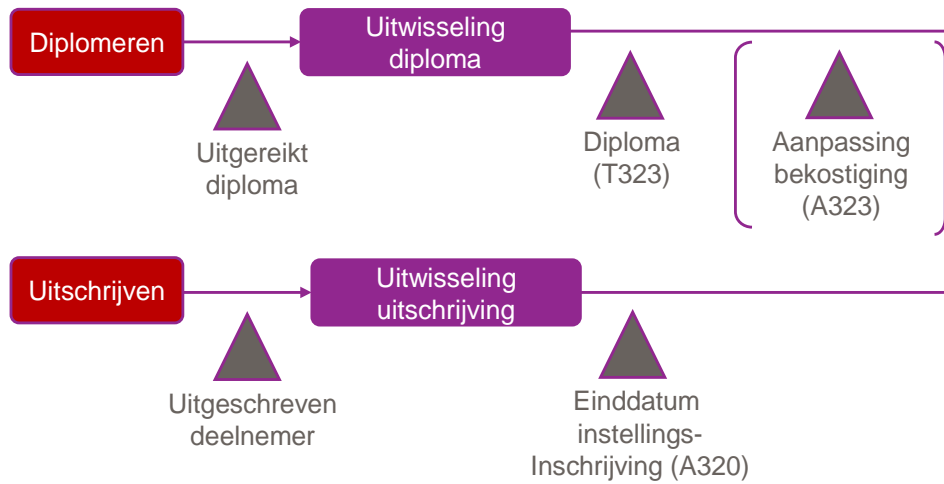 Diplomeren
Uitwisseling
diploma
Uitgereikt
diploma
Diploma
(T323)
Aanpassing
bekostiging
(A323)
Uitschrijven
Uitwisseling
uitschrijving
Uitgeschreven
deelnemer
Einddatum
instellings-
Inschrijving (A320)